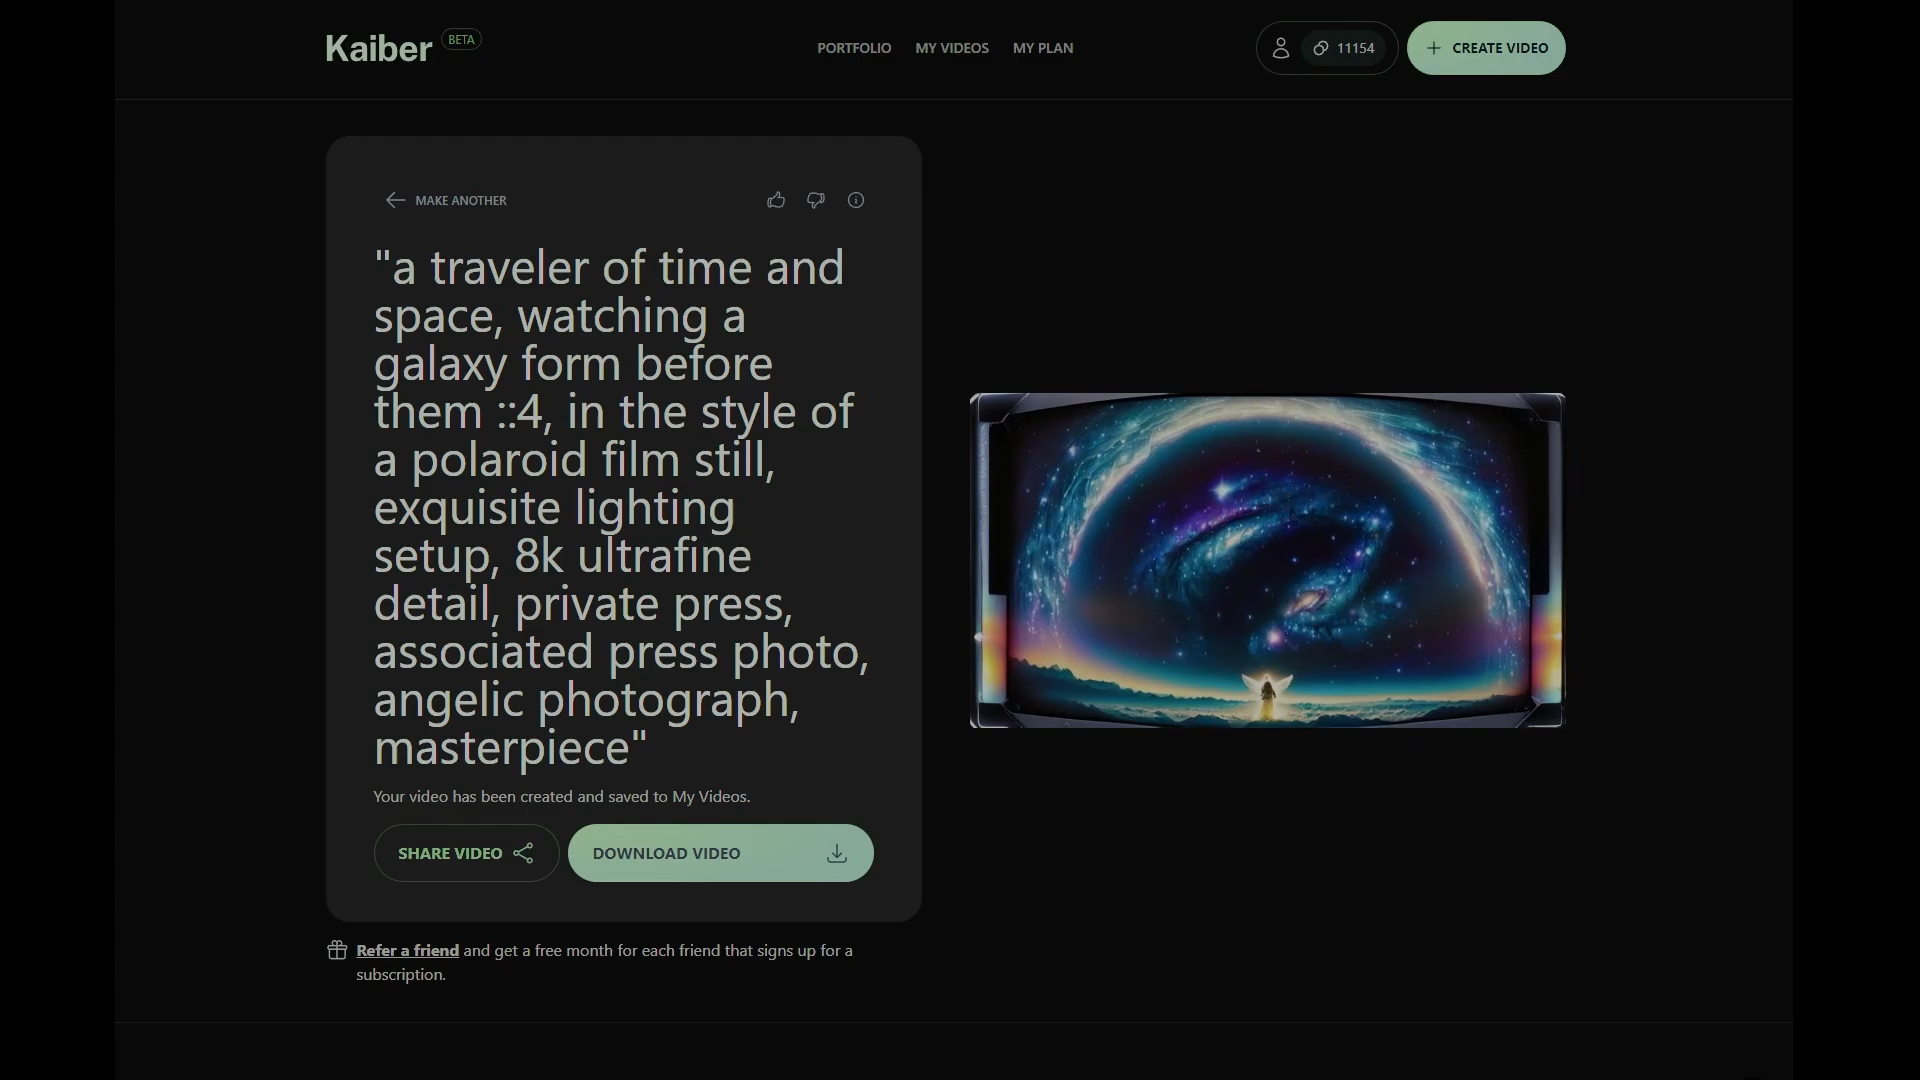 Kaiber BETA
PORTFOLIO MY VIDEOS MY PLAN
11154
CREATE VIDEO
MAKE ANOTHER
"a traveler of time and
space, watching a
galaxy form before
them ::4, in the style of
a polaroid film still,
exquisite lighting
setup, 8k ultrafine
detail, private press,
associated press photo,
angelic photograph,
masterpiece"
Your video has been created and saved to My Videos.
SHARE VIDEO
DOWNLOAD VIDEO
Refer a friend and get a free month for each friend that signs up for a
subscription.